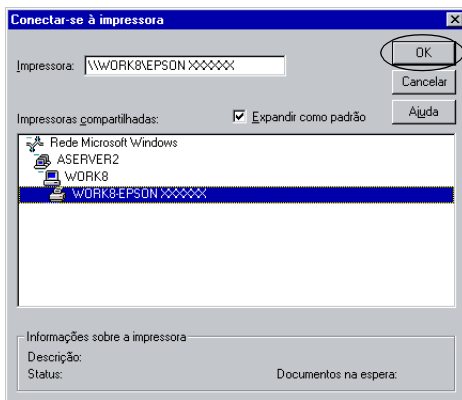 Conectar-se à impressora
Impressora: \\WORK8\EPSON XXXXXX
OK
Cancelar
Ajuda
Impressoras compartilhadas:
Expandir como padrão
Rede Microsoft Windows
ASERVER2
WORK8
WORK8-EPSON XXXXXX
Informações sobre a impressora
Descrição:
Status:
Documentos na espera: